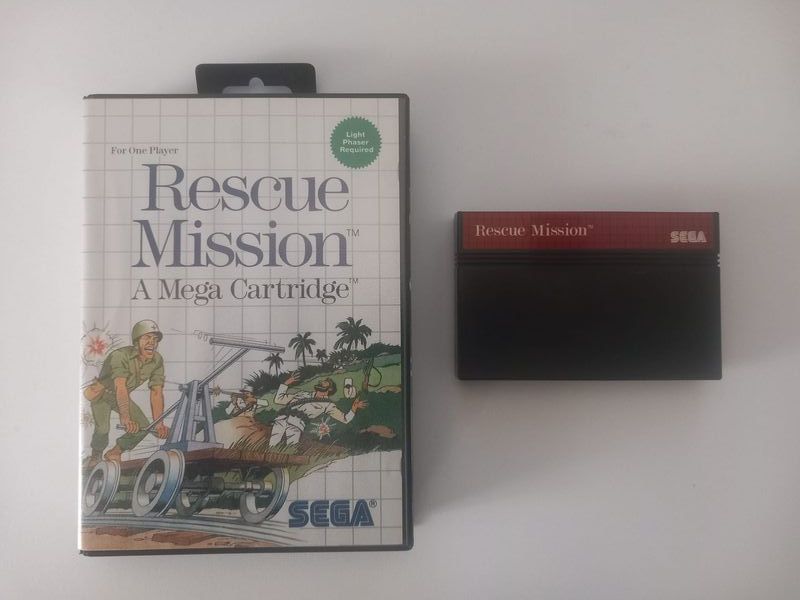 For One Player
Light
Phaser
Required
Rescue
Mission™
A Mega Cartridge™
SEGA®
Rescue Mission™
SEGA